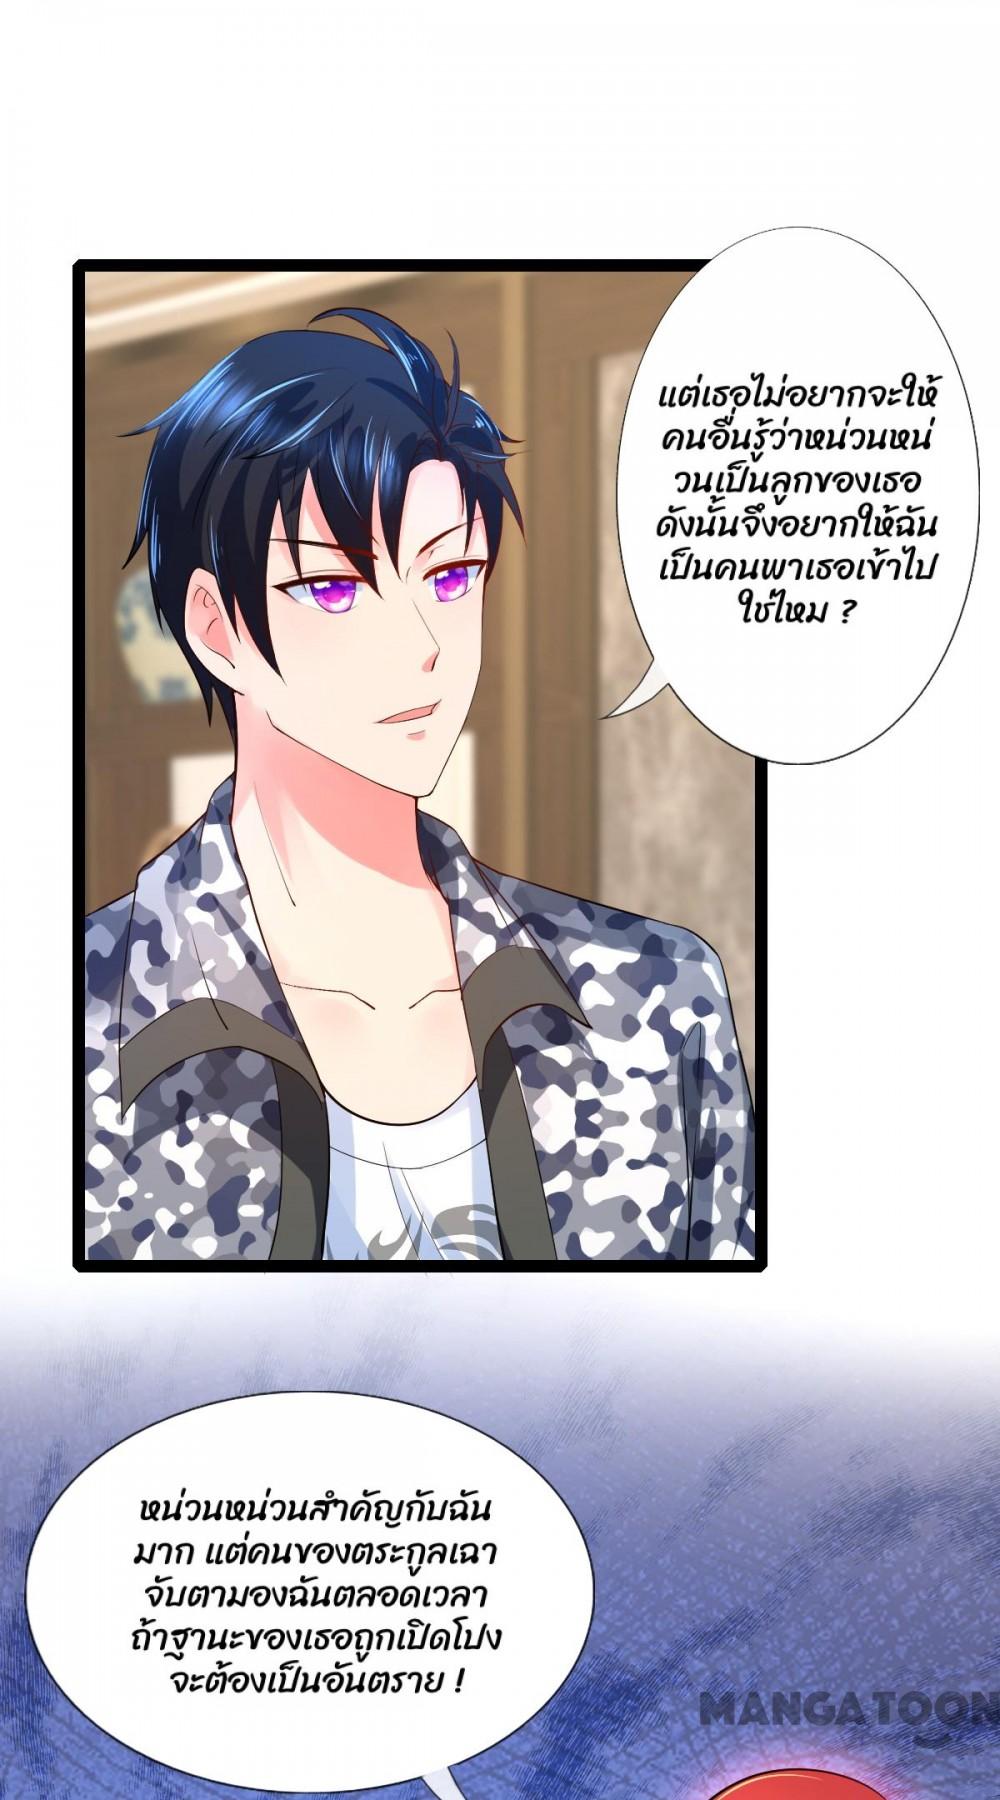 แต่เธอไม่อยากจะให้
คนอื่นรู้ว่าหน่วนหน่
วนเป็นลูกของเธอ
ดังนั้นจึงอยากให้ฉัน
เป็นคนพาเธอเข้าไป
ใช่ไหม ?
หน่วนหน่วนสำคัญกับฉัน
มาก แต่คนของตระกูลเฉา
จับตามองฉันตลอดเวลา
ถ้าฐานะของเธอถูกเปิดโปง
จะต้องเป็นอันตราย !
MANGA TOON